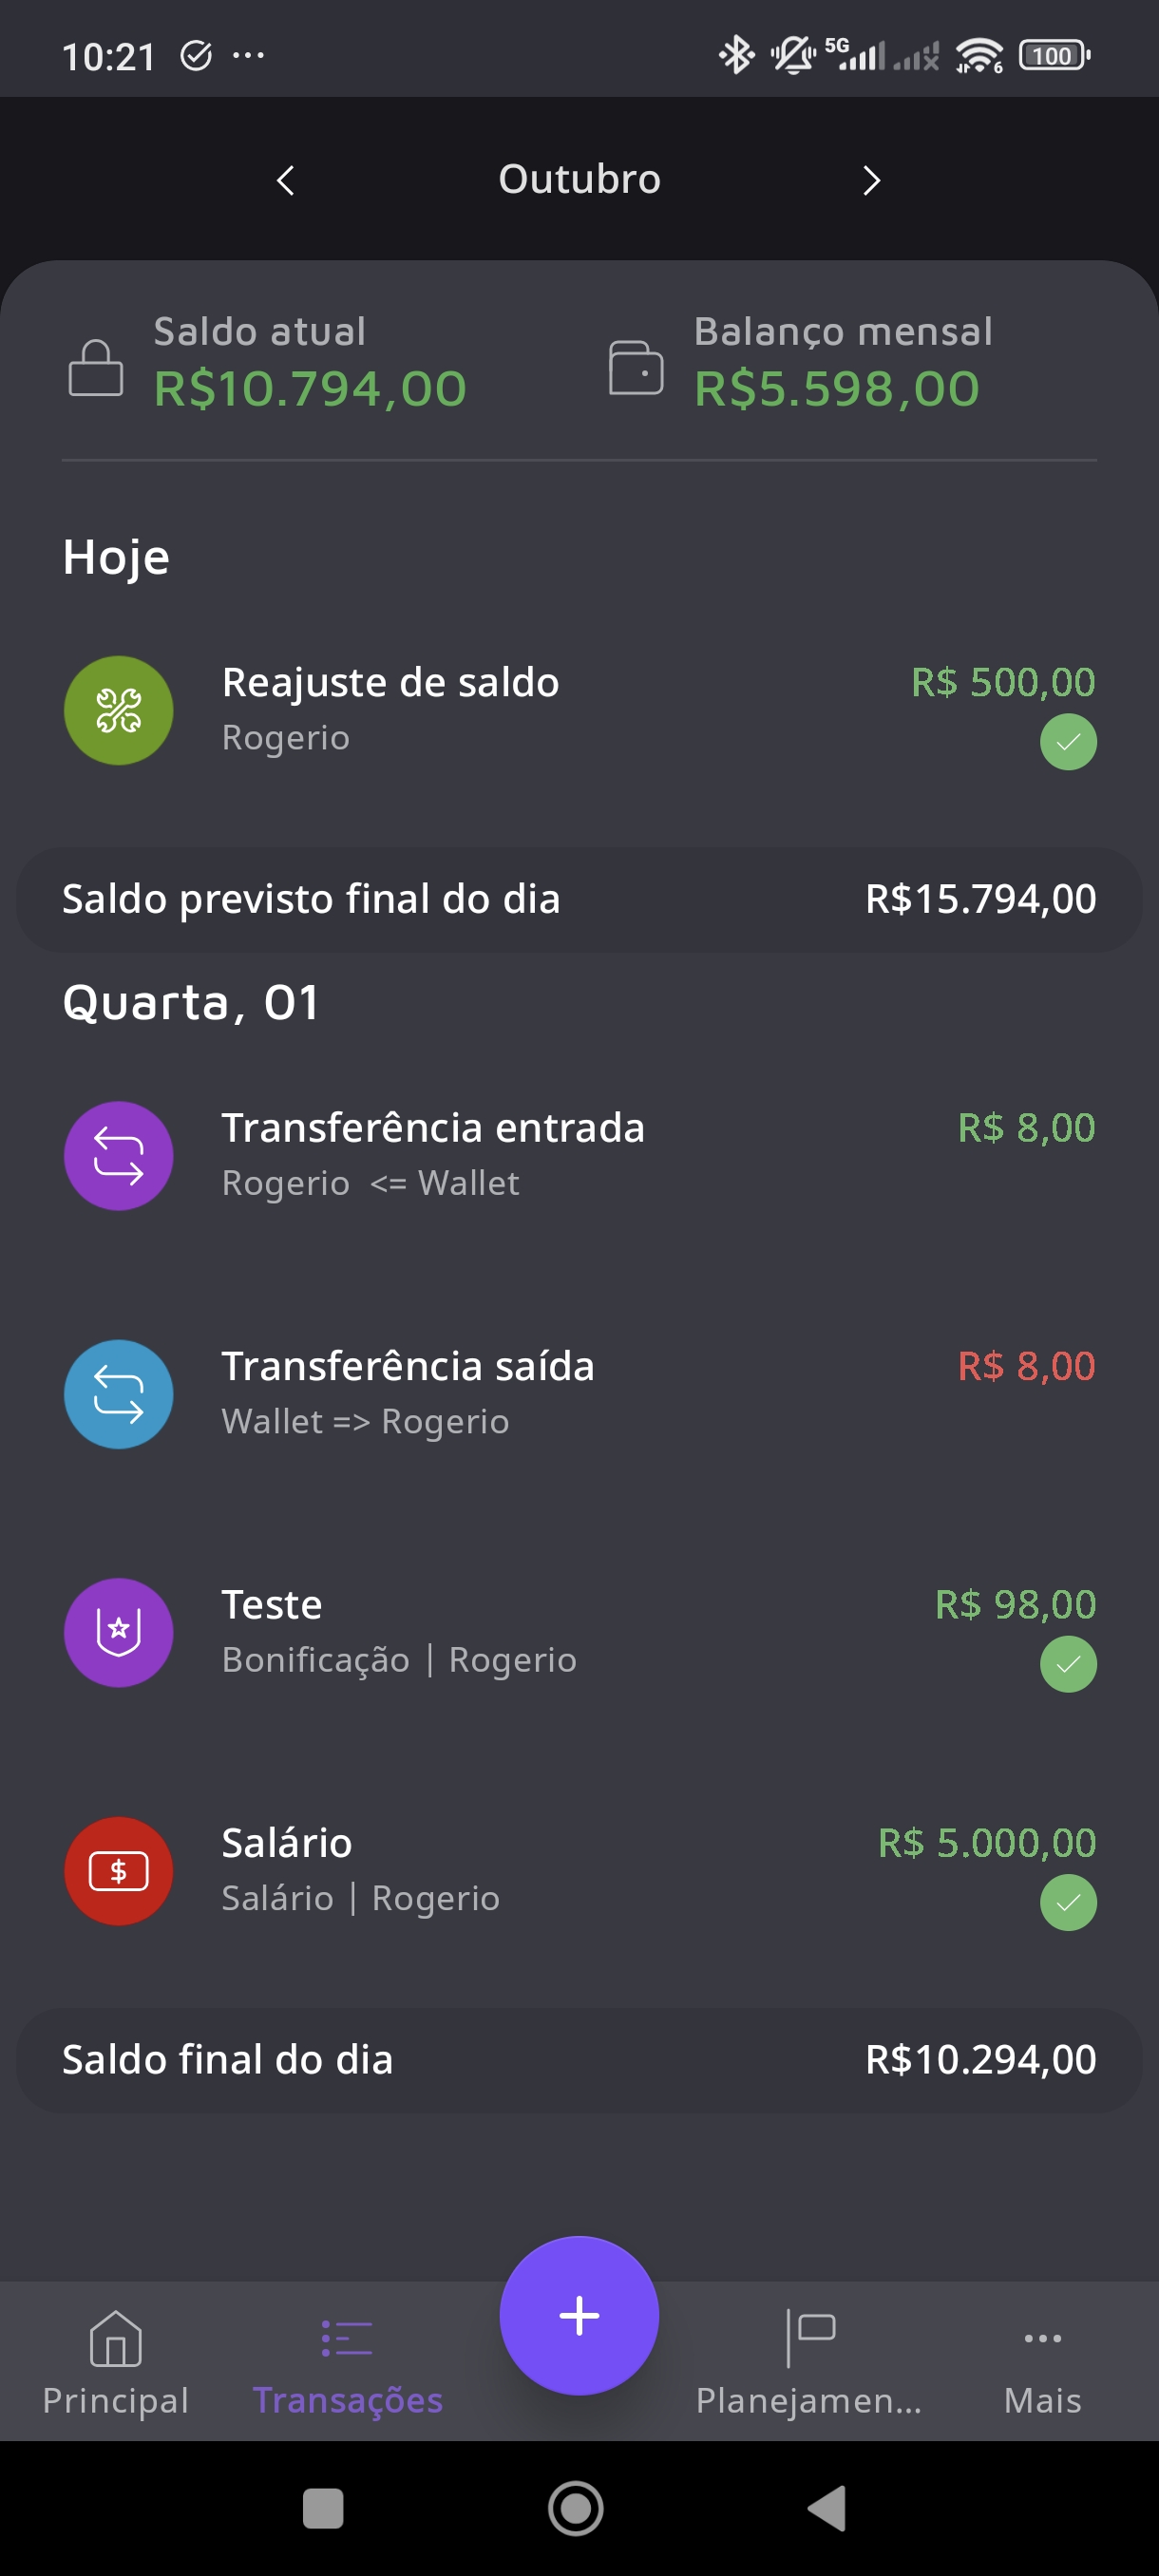 10:21
5G
6
100
Outubro
Saldo atual
R$10.794,00
Balanço mensal
R$5.598,00
Hoje
Reajuste de saldo
R$ 500,00
Rogerio
Saldo previsto final do dia
R$15.794,00
Quarta, 01
Transferência entrada
R$ 8,00
Rogerio  <= Wallet
Transferência saída
R$ 8,00
Wallet => Rogerio
Teste
R$ 98,00
Bonificação | Rogerio
Salário
R$ 5.000,00
Salário | Rogerio
Saldo final do dia
R$10.294,00
Principal
Transações
Planejamen...
Mais